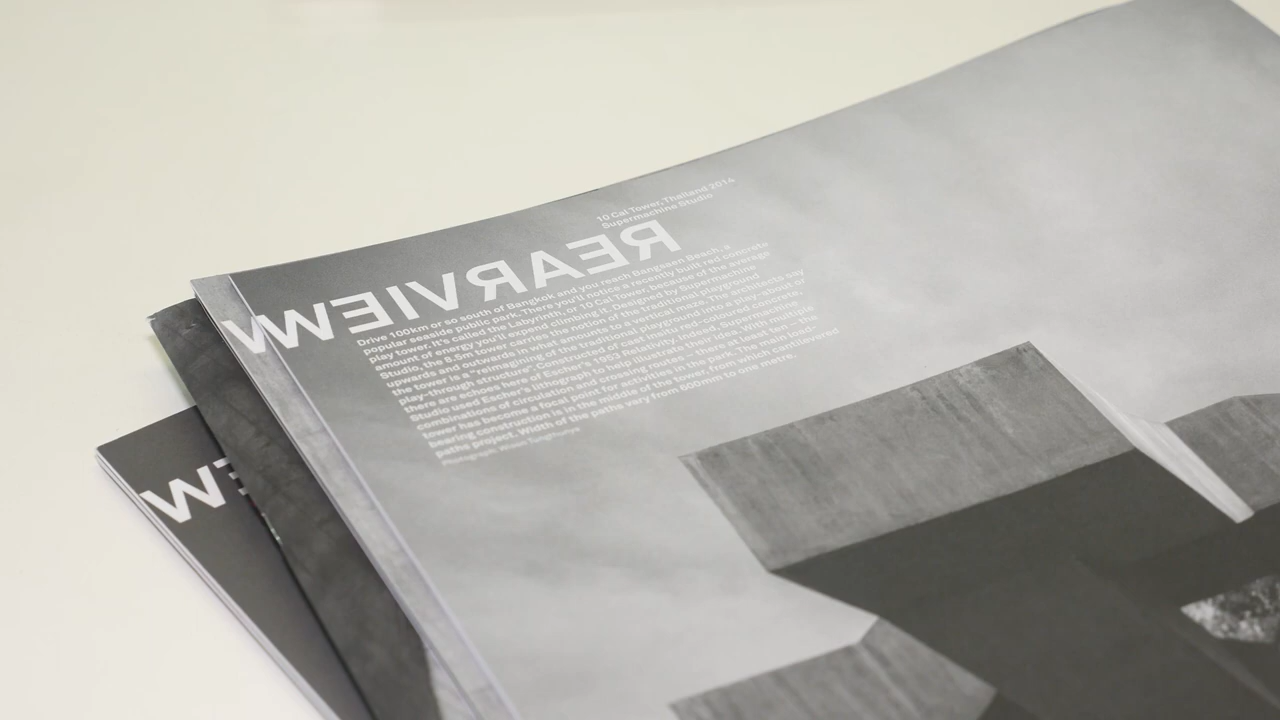 10 Cal Tower, Thailand 2014
Supermachine Studio
REARVIEW
Drive 100km or so south of Bangkok and you reach Bangsaen Beach, a
popular seaside public park. There you'll notice a recently built red concrete
play tower. It's called the Labyrinth, or 10 Cal Tower, because of the average
amount of energy you'll expend climbing it. Designed by Supermachine
Studio, the 8.5m tower carries the notion of the traditional playground
upwards and outwards in what amounts to a vertical maze. The architects say
the tower is a "reimagining of the traditional playground into a piece about or
play-through structure". Constructed of cast in situ red-coloured concrete,
there are echoes here of Escher's 1953 Relativity. Indeed, Supermachine
Studio used Escher's lithograph to help illustrate their idea. With multiple
combinations of circulation and crossing routes – thirds at least – the
tower has become a focal point for activities in the park. The main load-
bearing construction is in the middle of the tower, from which cantilevered
paths project. Width of the paths vary from 800mm to one metre.
Photograph:
EW